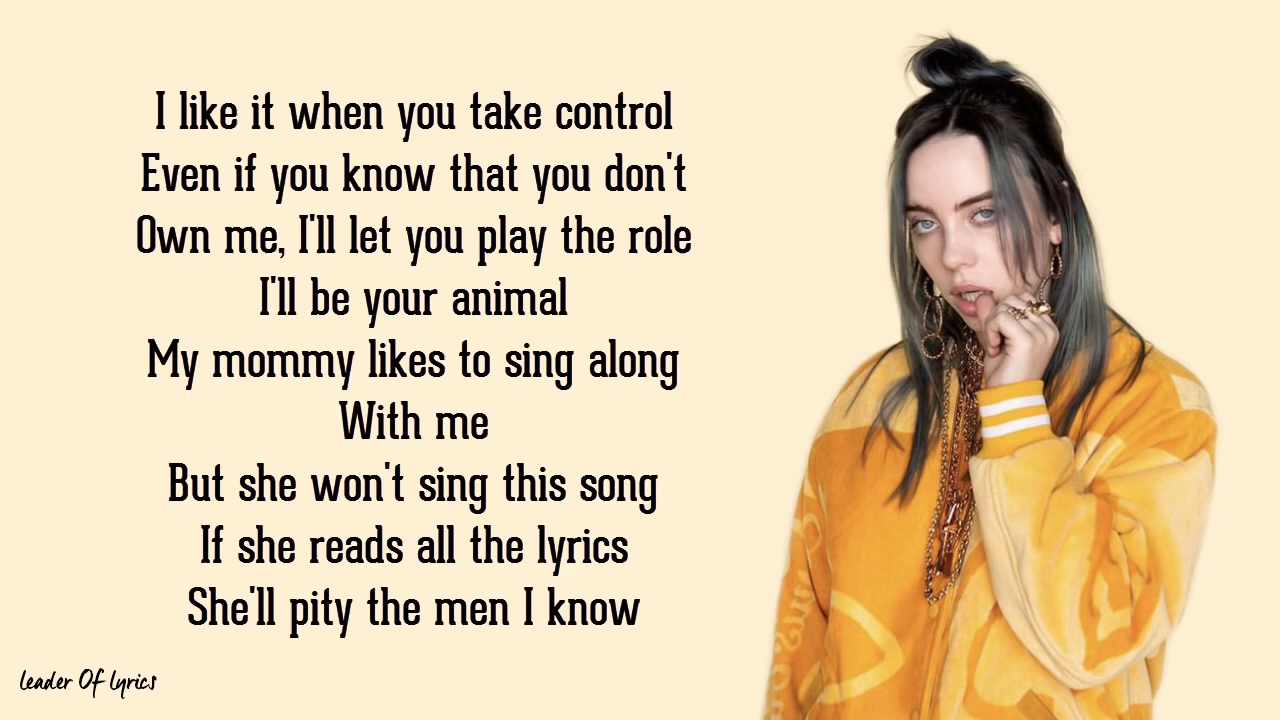 I like it when you take control
Even if you know that you don't
Own me, I'll let you play the role
I'll be your animal
My mommy likes to sing along
With me
But she won't sing this song
If she reads all the lyrics
She'll pity the men I know
Leader Of Lyrics